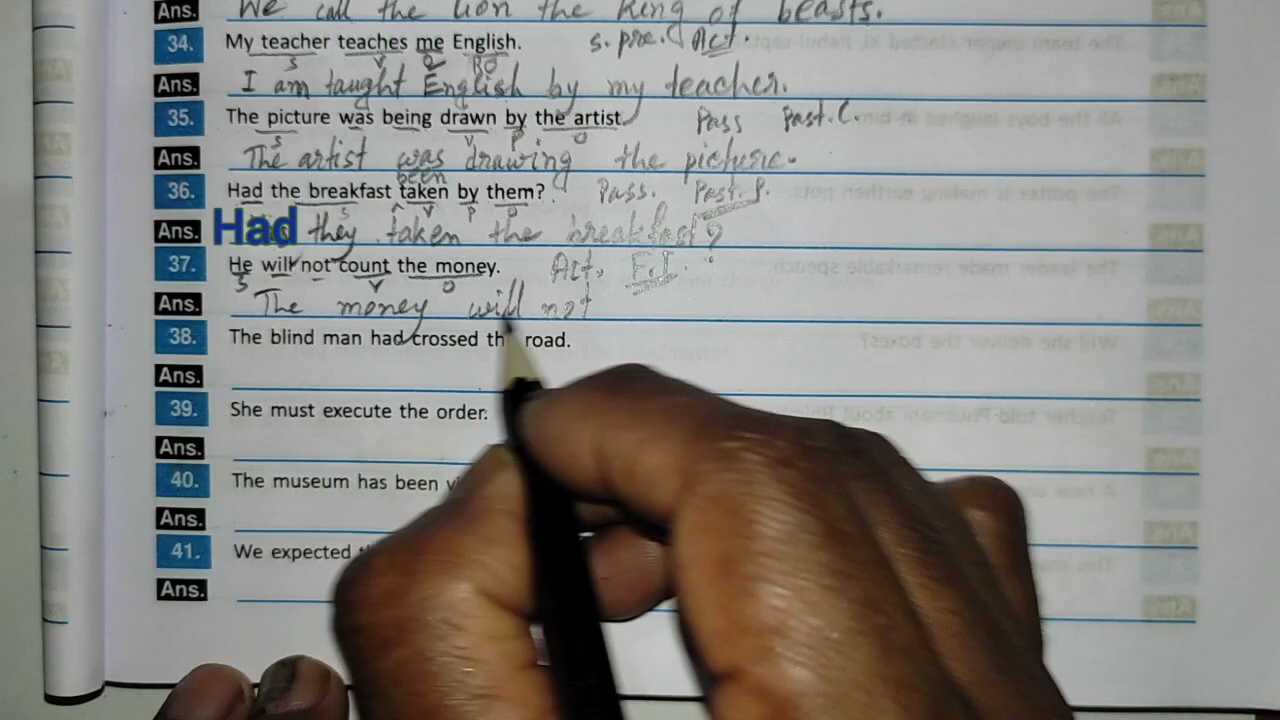 Ans. We call the lion the king of beasts.
34. My teacher teaches me English. S. pre. Act.
S V O
Ans. I am taught English by my teacher.
35. The picture was being drawn by the artist. Pass Past. C.
S V P O
Ans. The artist was drawing the picture.
been
36. Had the breakfast taken by them? Pass. Past. P.
S V P O
Ans. Had they taken the breakfast?
37. He will not count the money. Act. F.I.
S V O
Ans. The money will not
38. The blind man had crossed the road.
Ans.
39. She must execute the order.
Ans.
40. The museum has been
Ans.
41. We expected
Ans.